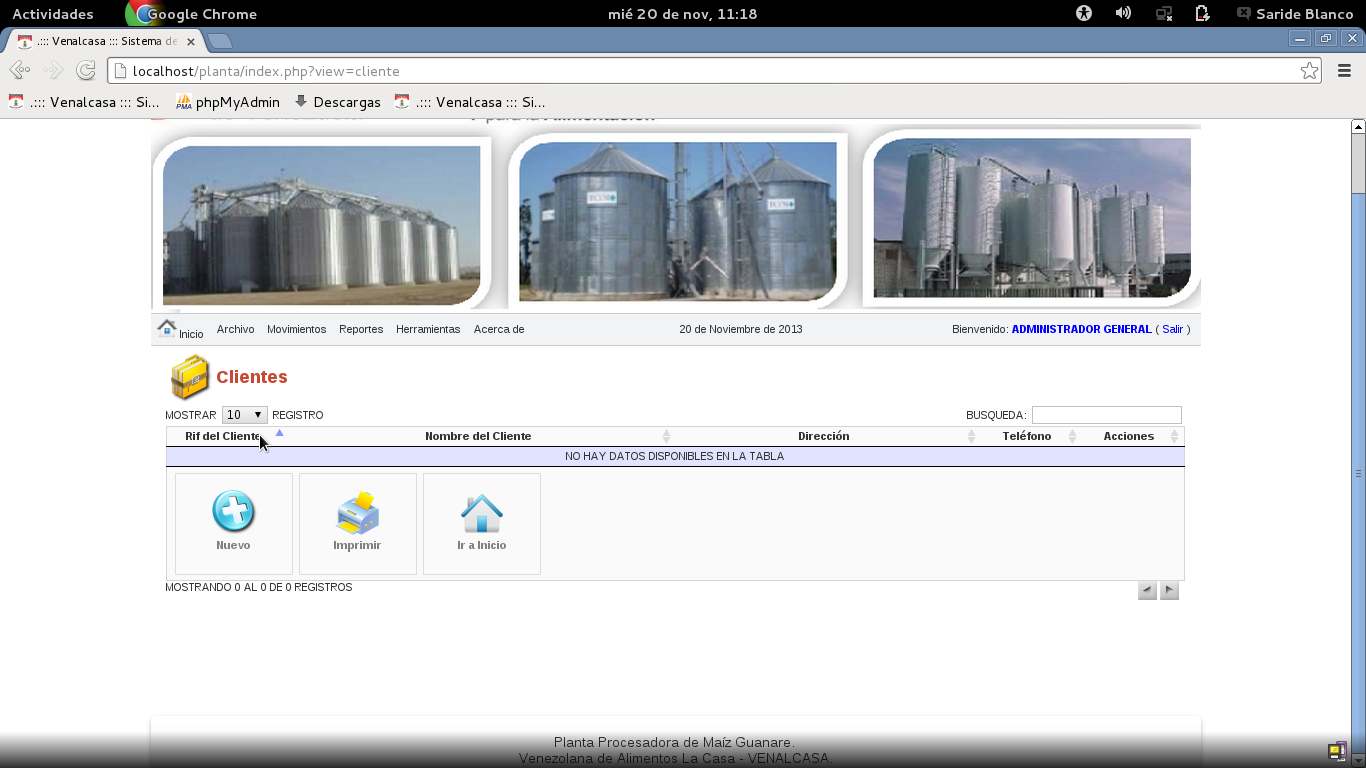 Actividades Google Chrome mié 20 de nov, 11:18 Saride Blanco
.::: Venalcasa ::: Sistema de
localhost/planta/index.php?view=cliente
.::: Venalcasa ::: Si... phpMyAdmin Descargas .::: Venalcasa ::: Si...
para la Alimentación
Inicio Archivo Movimientos Reportes Herramientas Acerca de 20 de Noviembre de 2013 Bienvenido: ADMINISTRADOR GENERAL ( Salir )
Clientes
MOSTRAR 10 REGISTRO BUSQUEDA:
Rif del Cliente Nombre del Cliente Dirección Teléfono Acciones
NO HAY DATOS DISPONIBLES EN LA TABLA
Nuevo Imprimir Ir a Inicio
MOSTRANDO 0 AL 0 DE 0 REGISTROS
Planta Procesadora de Maíz Guanare.
Venezolana de Alimentos La Casa - VENALCASA.